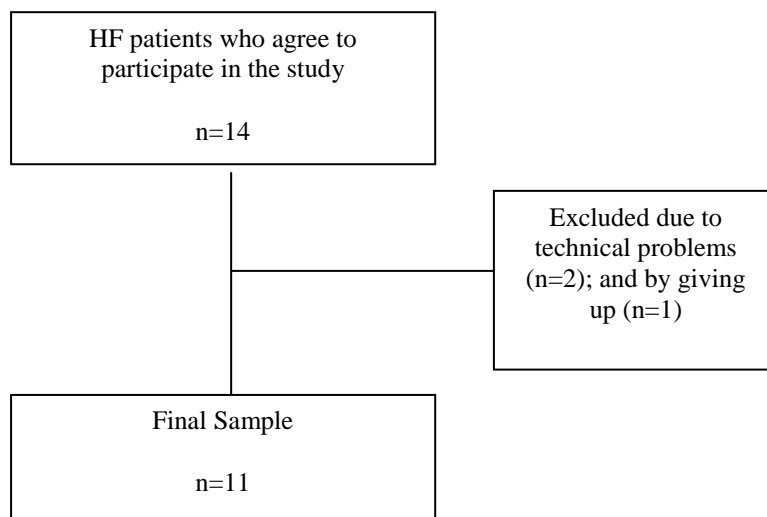 HF patients who agree to
participate in the study
n=14
Excluded due to
technical problems
(n=2); and by giving
up (n=1)
Final Sample
n=11